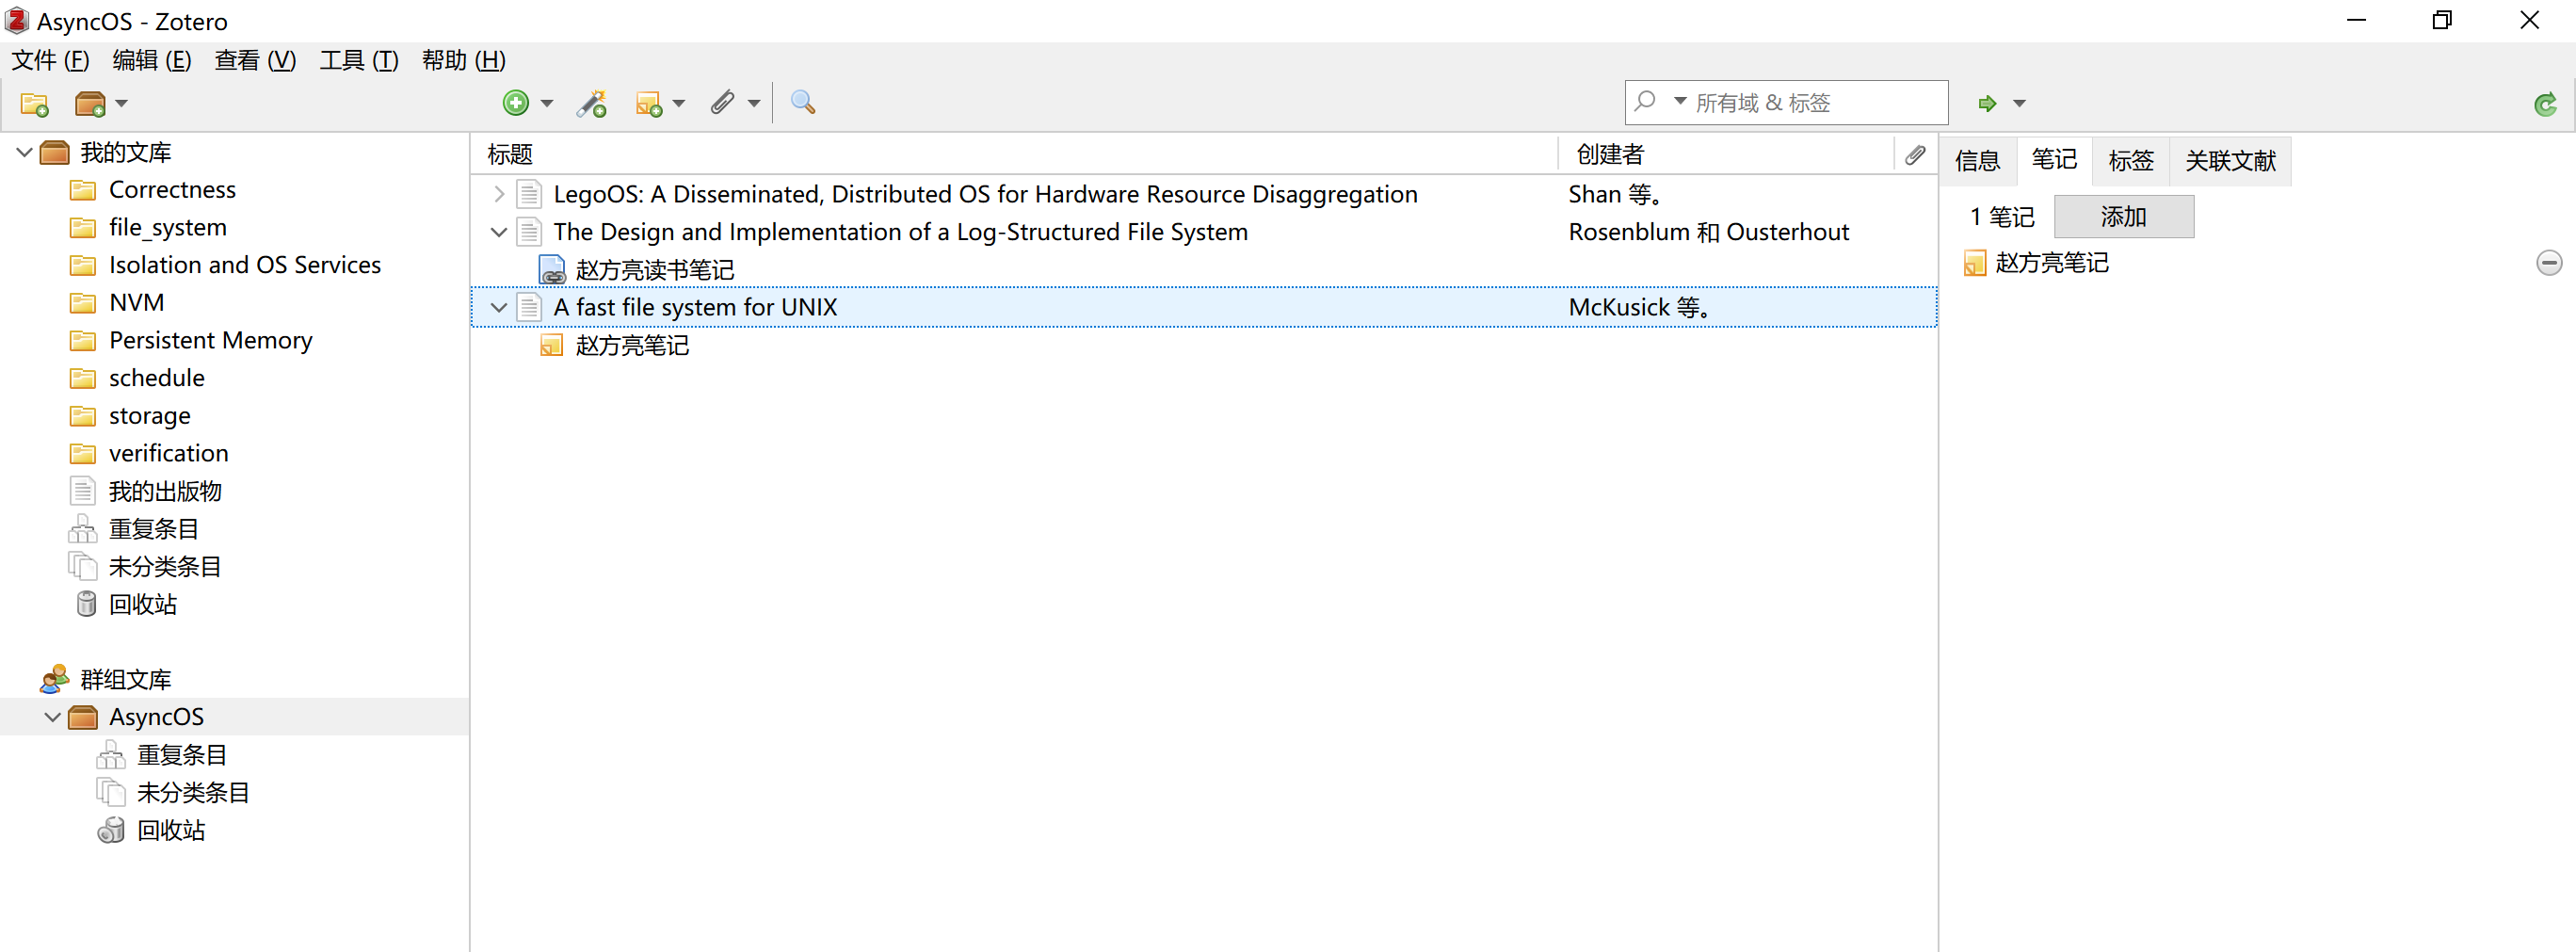 AsyncOS - Zotero
文件 (F) 编辑 (E) 查看 (V) 工具 (T) 帮助 (H)
所有域 & 标签
我的文库
Correctness
file_system
Isolation and OS Services
NVM
Persistent Memory
schedule
storage
verification
我的出版物
重复条目
未分类条目
回收站
群组文库
AsyncOS
重复条目
未分类条目
回收站
标题 创建者
LegoOS: A Disseminated, Distributed OS for Hardware Resource Disaggregation Shan 等。
The Design and Implementation of a Log-Structured File System Rosenblum 和 Ousterhout
赵方亮读书笔记
A fast file system for UNIX McKusick 等。
赵方亮笔记
信息 笔记 标签 关联文献
1 笔记 添加
赵方亮笔记